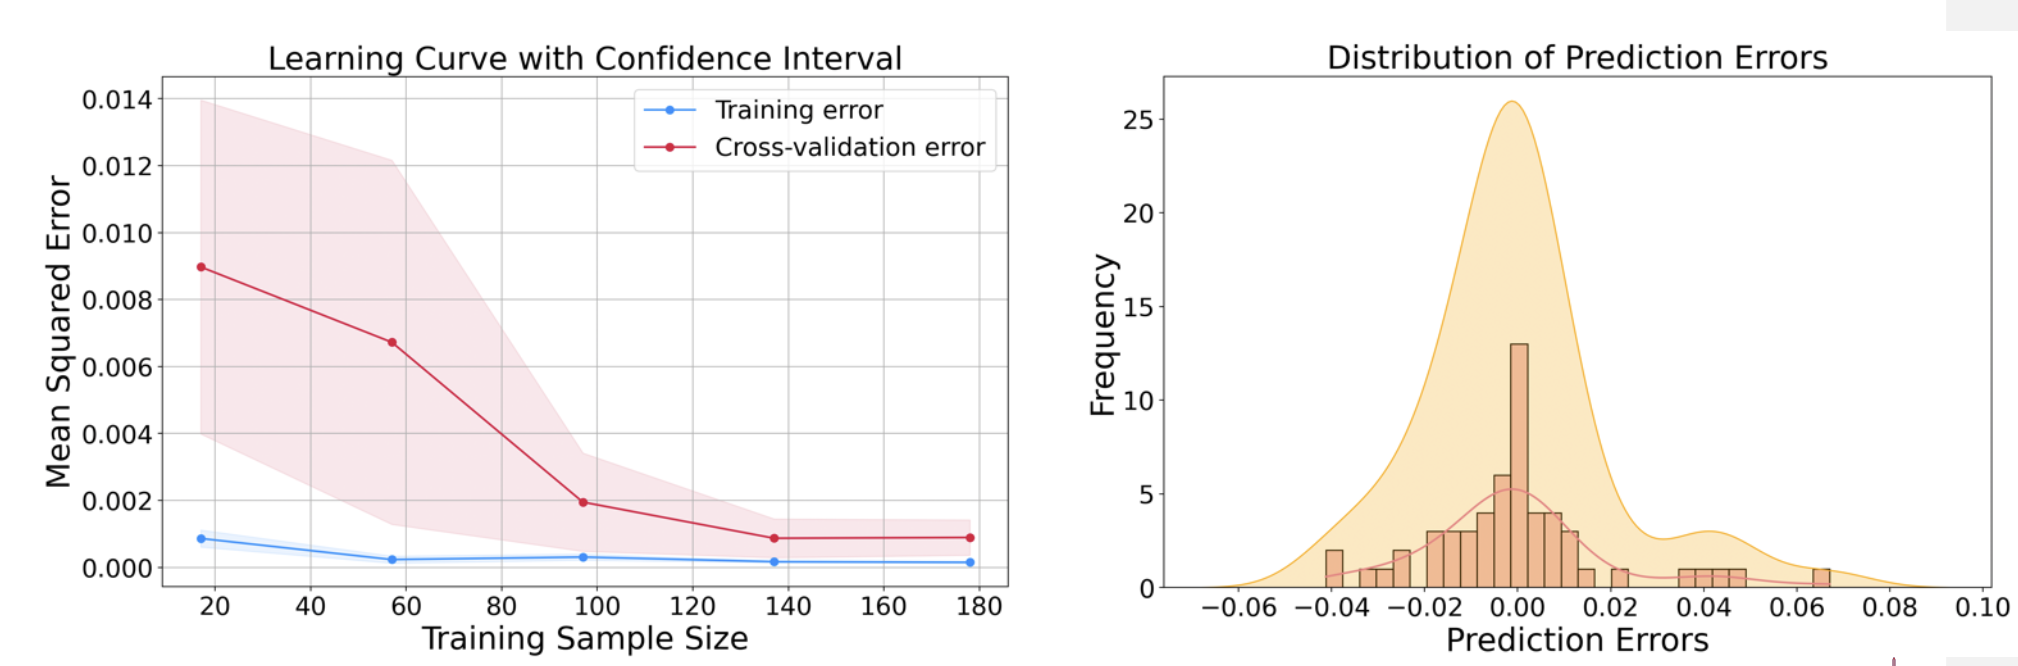 Learning Curve with Confidence Interval
0.014
0.012
0.010
0.008
0.006
0.004
0.002
0.000
Mean Squared Error
Training error
Cross-validation error
20 40 60 80 100 120 140 160 180
Training Sample Size
Distribution of Prediction Errors
25
20
15
10
5
0
Frequency
−0.06 −0.04 −0.02 0.00 0.02 0.04 0.06 0.08 0.10
Prediction Errors